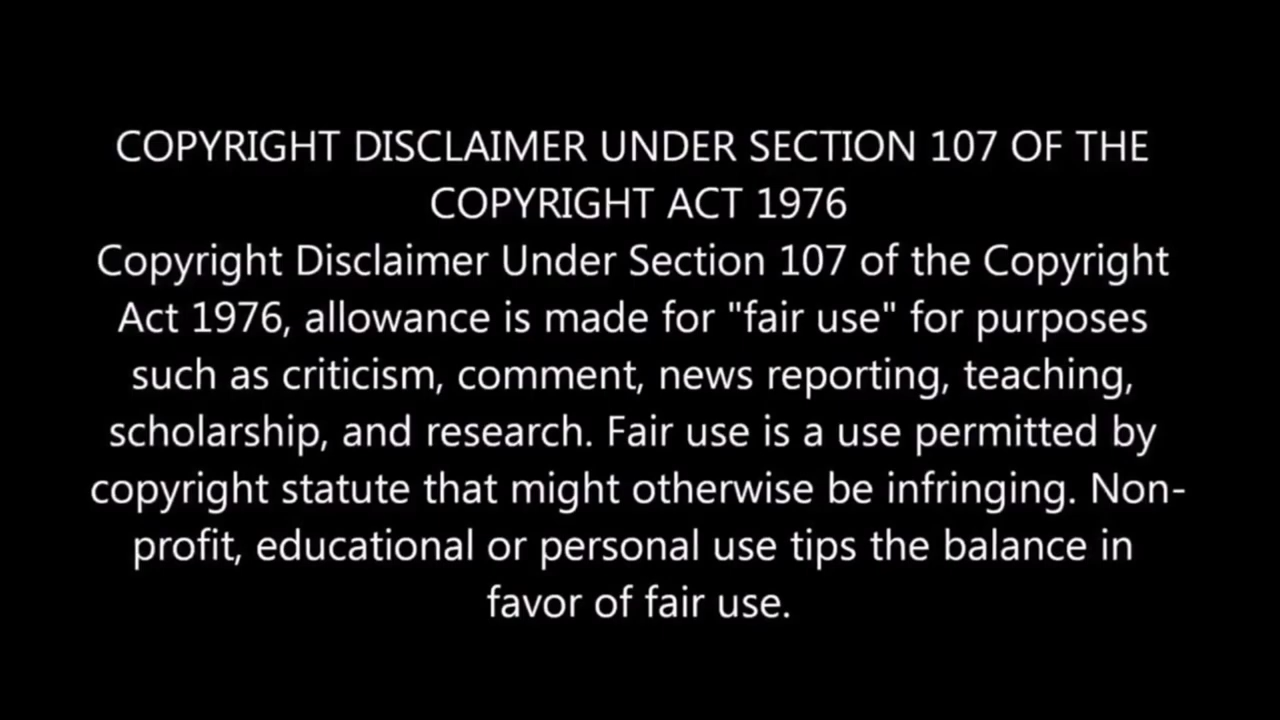 COPYRIGHT DISCLAIMER UNDER SECTION 107 OF THE
COPYRIGHT ACT 1976
Copyright Disclaimer Under Section 107 of the Copyright
Act 1976, allowance is made for "fair use" for purposes
such as criticism, comment, news reporting, teaching,
scholarship, and research. Fair use is a use permitted by
copyright statute that might otherwise be infringing. Non-
profit, educational or personal use tips the balance in
favor of fair use.